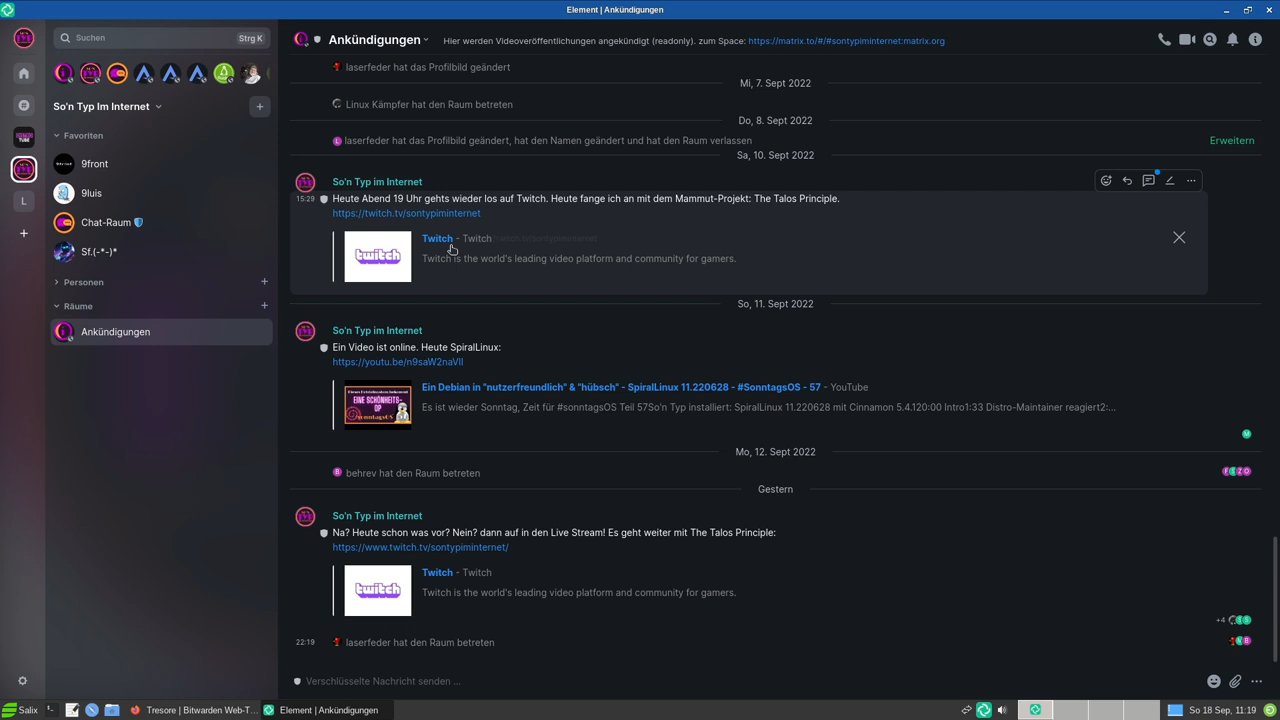 Element | Ankündigungen
Suchen
Strg K
So'n Typ Im Internet
Favoriten
9front
9luis
Chat-Raum
Sf.(-*-)*
Personen
Räume
Ankündigungen
L
Ankündigungen
Hier werden Videoveröffentlichungen angekündigt (readonly). zum Space: https://matrix.to/#/#sontypiminternet:matrix.org
laserfeder hat das Profilbild geändert
Mi, 7. Sept 2022
Linux Kämpfer hat den Raum betreten
Do, 8. Sept 2022
laserfeder hat das Profilbild geändert, hat den Namen geändert und hat den Raum verlassen
Erweitern
Sa, 10. Sept 2022
So'n Typ im Internet
15:29
Heute Abend 19 Uhr gehts wieder los auf Twitch. Heute fange ich an mit dem Mammut-Projekt: The Talos Principle.
https://twitch.tv/sontypiminternet
twitch
Twitch - Twitch
Twitch is the world's leading video platform and community for gamers.
So, 11. Sept 2022
So'n Typ im Internet
Ein Video ist online. Heute SpiralLinux:
https://youtu.be/n9saW2naVlI
EINE SCHÖNHEITS-
OP
SonntagsOS
Ein Debian in "nutzerfreundlich" & "hübsch" - SpiralLinux 11.220628 - #SonntagsOS - 57 - YouTube
Es ist wieder Sonntag, Zeit für #sonntagsOS Teil 57So'n Typ installiert: SpiralLinux 11.220628 mit Cinnamon 5.4.120:00 Intro1:33 Distro-Maintainer reagiert2:...
M
Mo, 12. Sept 2022
B
behrev hat den Raum betreten
Gestern
So'n Typ im Internet
Na? Heute schon was vor? Nein? dann auf in den Live Stream! Es geht weiter mit The Talos Principle:
https://www.twitch.tv/sontypiminternet/
twitch
Twitch - Twitch
Twitch is the world's leading video platform and community for gamers.
+4
22:19
laserfeder hat den Raum betreten
Verschlüsselte Nachricht senden ...
Salix
Tresore | Bitwarden Web-T...
Element | Ankündigungen
So 18 Sep, 11:19